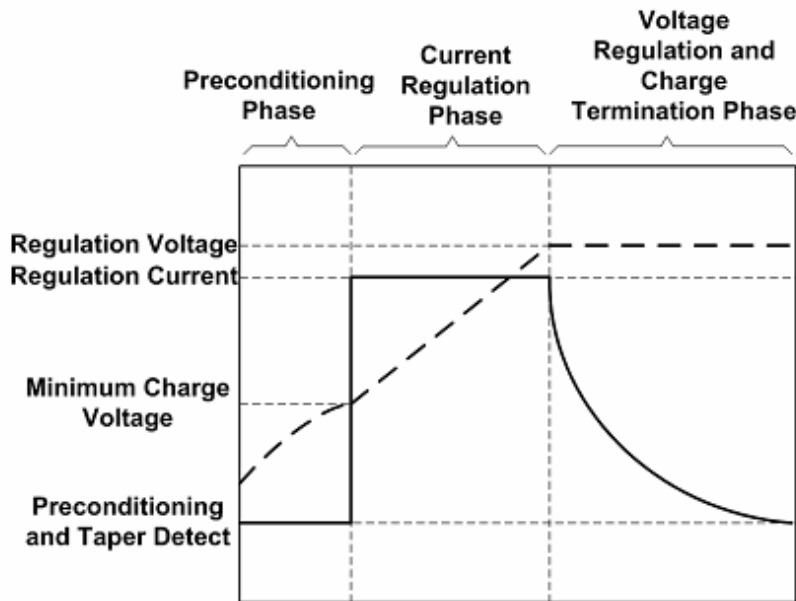 Preconditioning
Phase
Current
Regulation
Phase
Voltage
Regulation and
Charge
Termination Phase
Regulation Voltage
Regulation Current
Minimum Charge
Voltage
Preconditioning
and Taper Detect